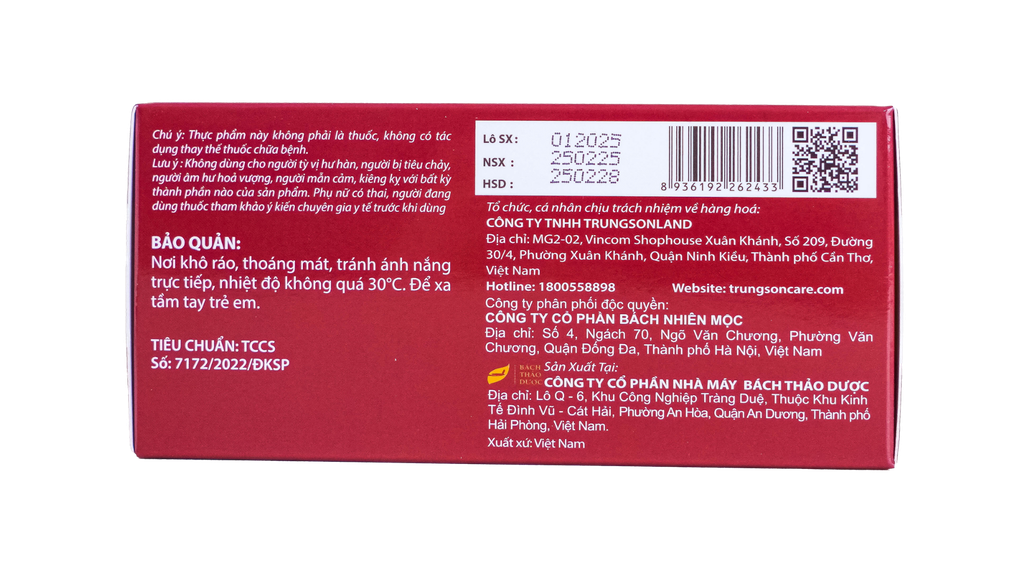 Chú ý: Thực phẩm này không phải là thuốc, không có tác
dụng thay thế thuốc chữa bệnh.
Lưu ý : Không dùng cho người tỳ vị hư hàn, người bị tiêu chảy,
người âm hư hoả vượng, người mẫn cảm, kiêng kỵ với bất kỳ
thành phần nào của sản phẩm. Phụ nữ có thai, người đang
dùng thuốc tham khảo ý kiến chuyên gia y tế trước khi dùng
BẢO QUẢN:
Nơi khô ráo, thoáng mát, tránh ánh nắng
trực tiếp, nhiệt độ không quá 30°C. Để xa
tầm tay trẻ em.
TIÊU CHUẨN: TCCS
Số: 7172/2022/ĐKSP
Lô SX : 012025
NSX : 250225
HSD : 250228
8 936192 262433
Tổ chức, cá nhân chịu trách nhiệm về hàng hoá:
CÔNG TY TNHH TRUNGSONLAND
Địa chỉ: MG2-02, Vincom Shophouse Xuân Khánh, Số 209, Đường
30/4, Phường Xuân Khánh, Quận Ninh Kiều, Thành phố Cần Thơ,
Việt Nam
Hotline: 1800558898 Website: trungsoncare.com
Công ty phân phối độc quyền:
CÔNG TY CỔ PHẦN BÁCH NHIÊN MỘC
Địa chỉ: Số 4, Ngách 70, Ngõ Văn Chương, Phường Văn
Chương, Quận Đống Đa, Thành phố Hà Nội, Việt Nam
BÁCH
THẢO
DƯỢC
Sản Xuất Tại:
CÔNG TY CỔ PHẦN NHÀ MÁY BÁCH THẢO DƯỢC
Địa chỉ: Lô Q - 6, Khu Công Nghiệp Tràng Duệ, Thuộc Khu Kinh
Tế Đình Vũ - Cát Hải, Phường An Hòa, Quận An Dương, Thành phố
Hải Phòng, Việt Nam.
Xuất xứ: Việt Nam